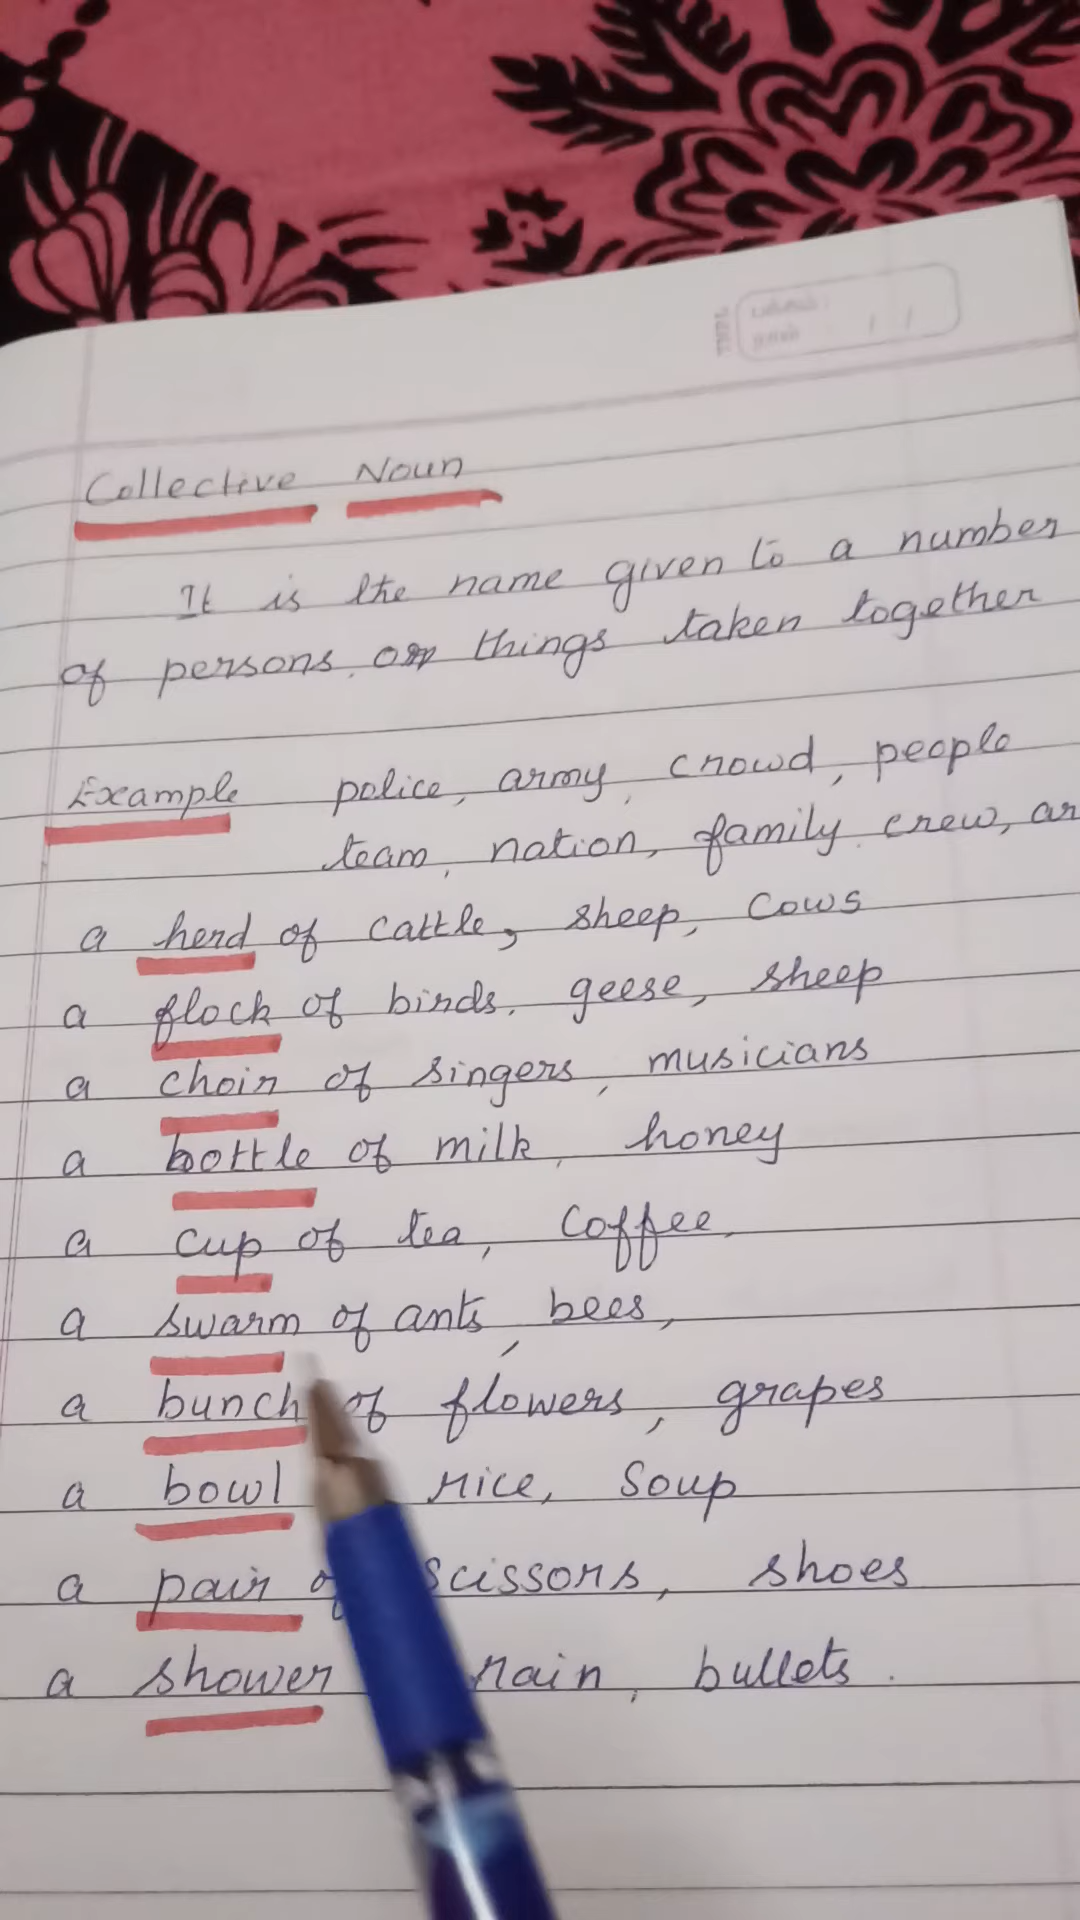 Collective Noun
It is the name given to a number
of persons or things taken together
Example police, army, crowd, people
team, nation, family, crew, ar
a herd of cattle, sheep, cows
a flock of birds, geese, sheep
a choir of singers, musicians
a bottle of milk, honey
a cup of tea, coffee,
a swarm of ants, bees,
a bunch of flowers, grapes
a bowl rice, soup
a pair of scissors, shoes
a shower rain, bullets.